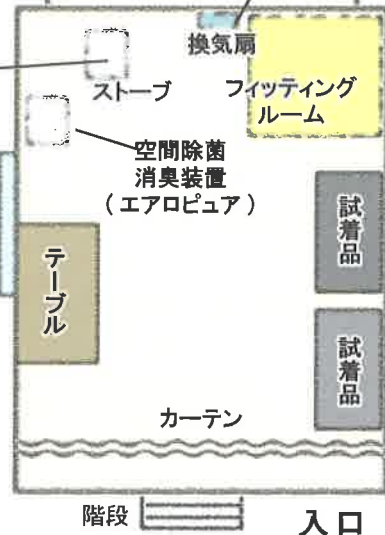 換気扇
ストーブ
フィッティング
ルーム
空間除菌
消臭装置
(エアロピュア)
試着品
テーブル
試着品
カーテン
階段
入口